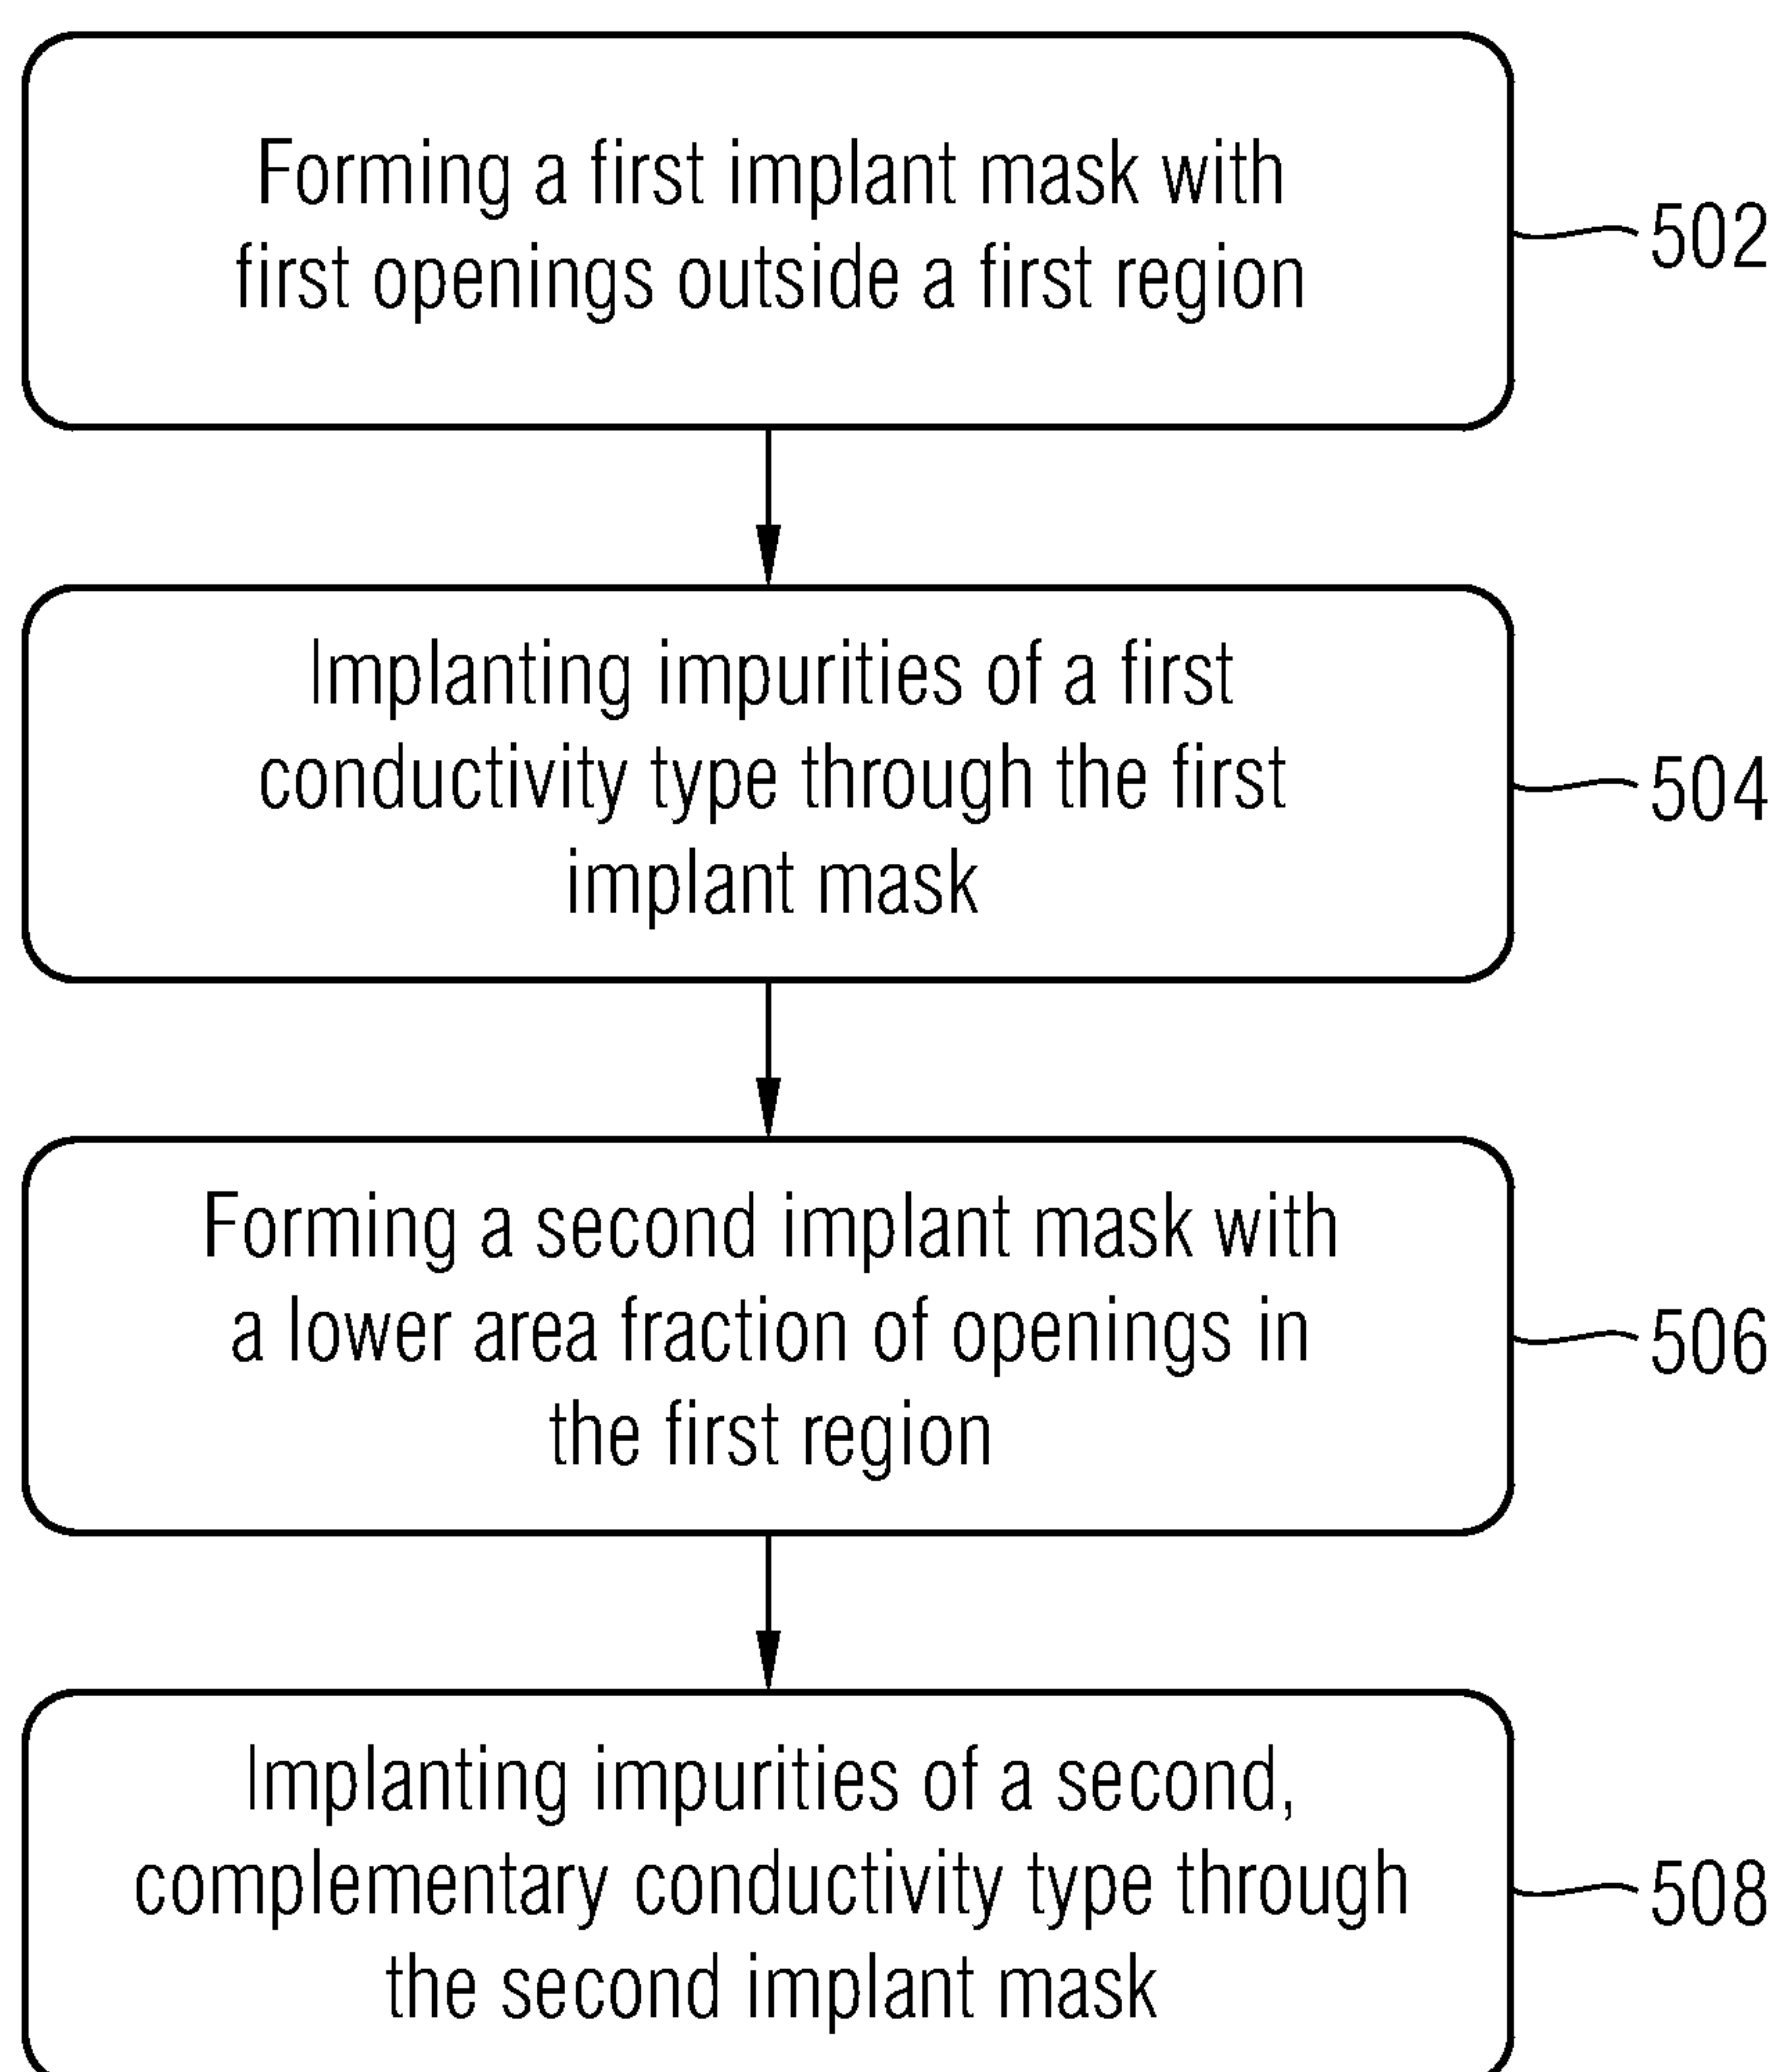 Forming a first implant mask with
first openings outside a first region
502
Implanting impurities of a first
conductivity type through the first
implant mask
504
Forming a second implant mask with
a lower area fraction of openings in
the first region
506
Implanting impurities of a second,
complementary conductivity type through
the second implant mask
508